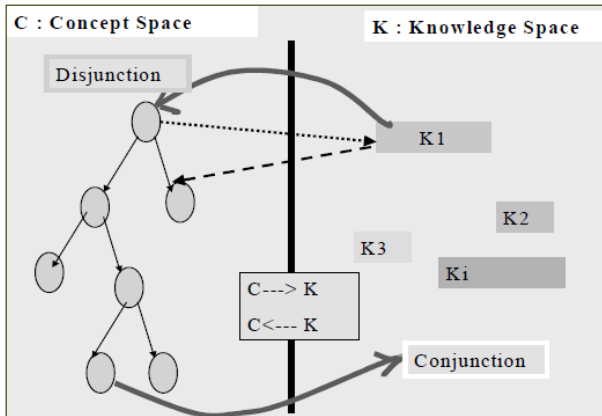 C : Concept Space
K : Knowledge Space
Disjunction
K1
K2
K3
Ki
C---> K
C<--- K
Conjunction